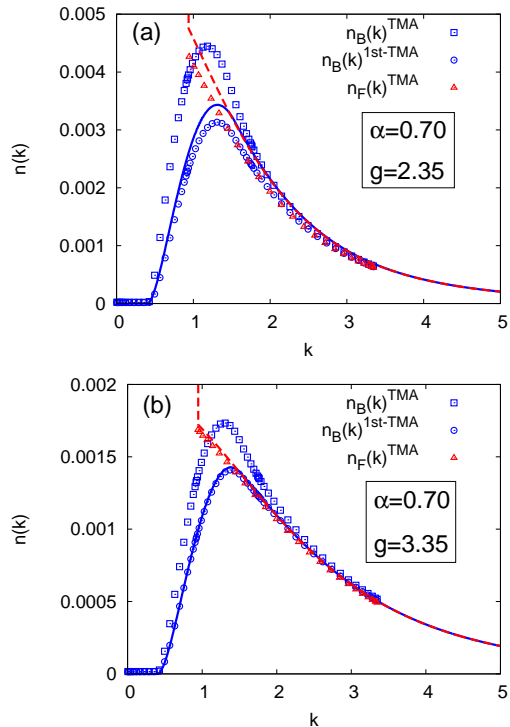 (a)
n_B(k)^TMA
n_B(k)^1st-TMA
n_F(k)^TMA
α=0.70
g=2.35
n(k)
0.005
0.004
0.003
0.002
0.001
0
0 1 2 3 4 5
k
(b)
n_B(k)^TMA
n_B(k)^1st-TMA
n_F(k)^TMA
α=0.70
g=3.35
n(k)
0.002
0.0015
0.001
0.0005
0
0 1 2 3 4 5
k